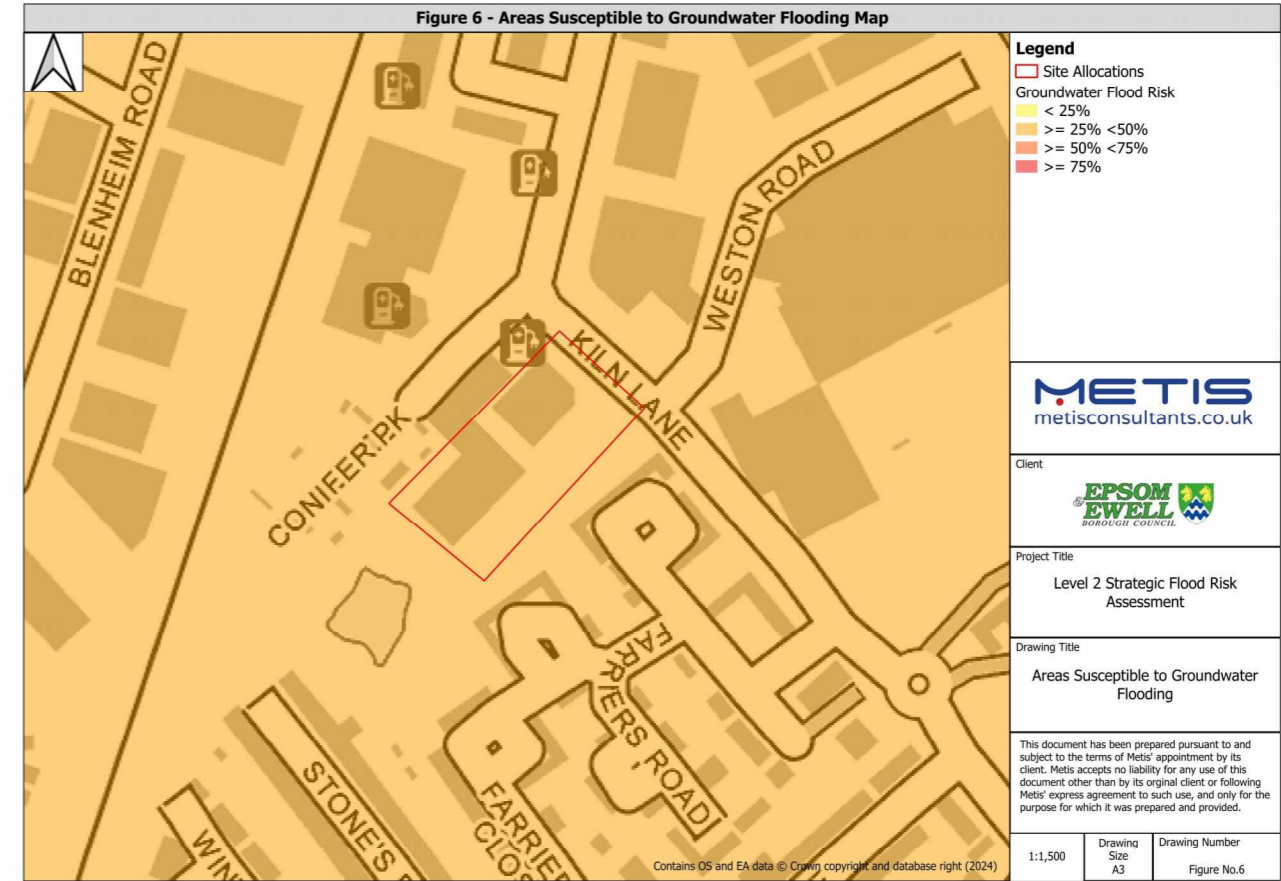 Figure 6 - Areas Susceptible to Groundwater Flooding Map
BLENHEIM ROAD
WESTON ROAD
KILN LANE
CONIFER PK
FARRIERS ROAD
STONE'S
FARRIER
CLOS
WIN
Contains OS and EA data © Crown copyright and database right (2024)
Legend
Site Allocations
Groundwater Flood Risk
< 25%
>= 25% <50%
>= 50% <75%
>= 75%
METIS
metisconsultants.co.uk
Client
EPSOM
& EWELL
BOROUGH COUNCIL
Project Title
Level 2 Strategic Flood Risk
Assessment
Drawing Title
Areas Susceptible to Groundwater
Flooding
This document has been prepared pursuant to and
subject to the terms of Metis' appointment by its
client. Metis accepts no liability for any use of this
document other than by its orginal client or following
Metis' express agreement to such use, and only for the
purpose for which it was prepared and provided.
1:1,500
Drawing
Size
A3
Drawing Number
Figure No.6